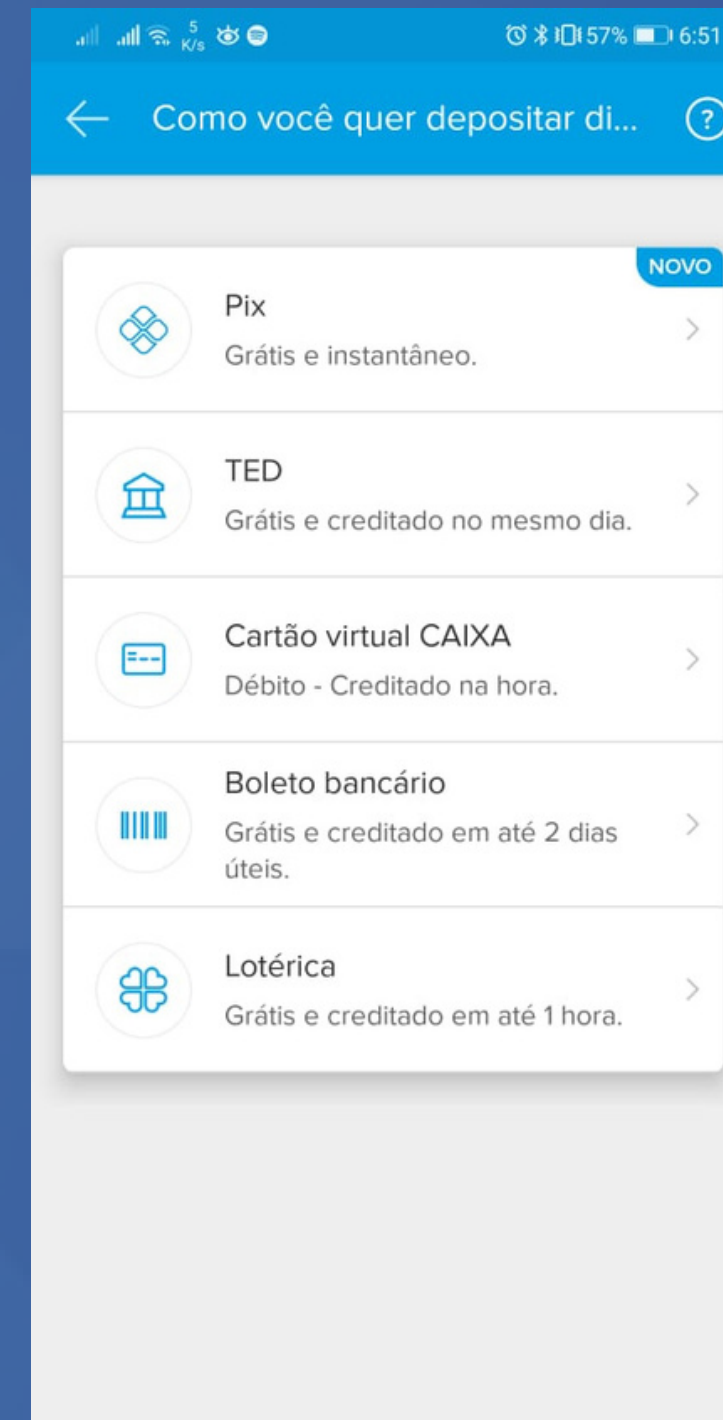 5
K/s
57%
6:51
Como você quer depositar di...
?
NOVO
Pix
Grátis e instantâneo.
TED
Grátis e creditado no mesmo dia.
Cartão virtual CAIXA
Débito - Creditado na hora.
Boleto bancário
Grátis e creditado em até 2 dias
úteis.
Lotérica
Grátis e creditado em até 1 hora.